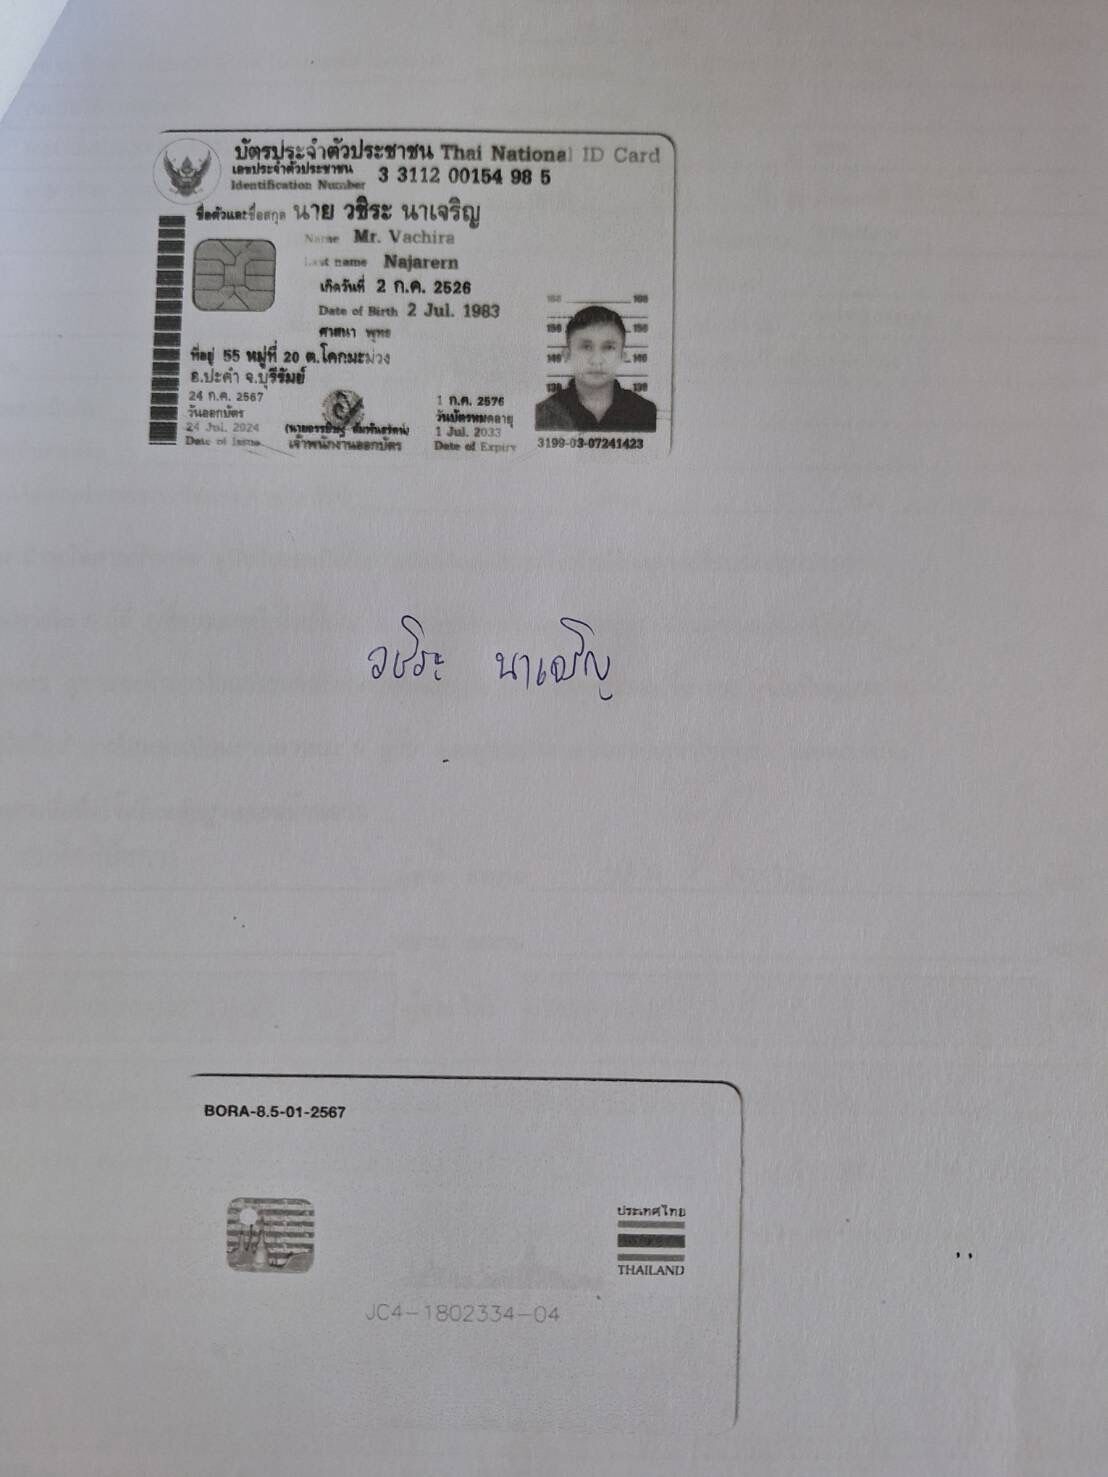 บัตรประจำตัวประชาชน Thai National ID Card
เลขประจำตัวประชาชน
Identification Number 3 3112 00154 98 5
ชื่อตัวและชื่อสกุล นาย วชิระ นาเจริญ
Name Mr. Vachira
Last name Najarern
เกิดวันที่ 2 ก.ค. 2526
Date of Birth 2 Jul. 1983
ศาสนา พุทธ
ที่อยู่ 55 หมู่ที่ 20 ต.โคกมะม่วง
อ.ปะคำ จ.บุรีรัมย์
24 ก.ค. 2567
วันออกบัตร
24 Jul. 2024
Date of Issue
เจ้าพนักงานออกบัตร
1 ก.ค. 2576
วันบัตรหมดอายุ
1 Jul. 2033
Date of Expiry
3199-03-07241423
วชิระ นาเจริญ
BORA-8.5-01-2567
ประเทศไทย
THAILAND
JC4-1802334-04